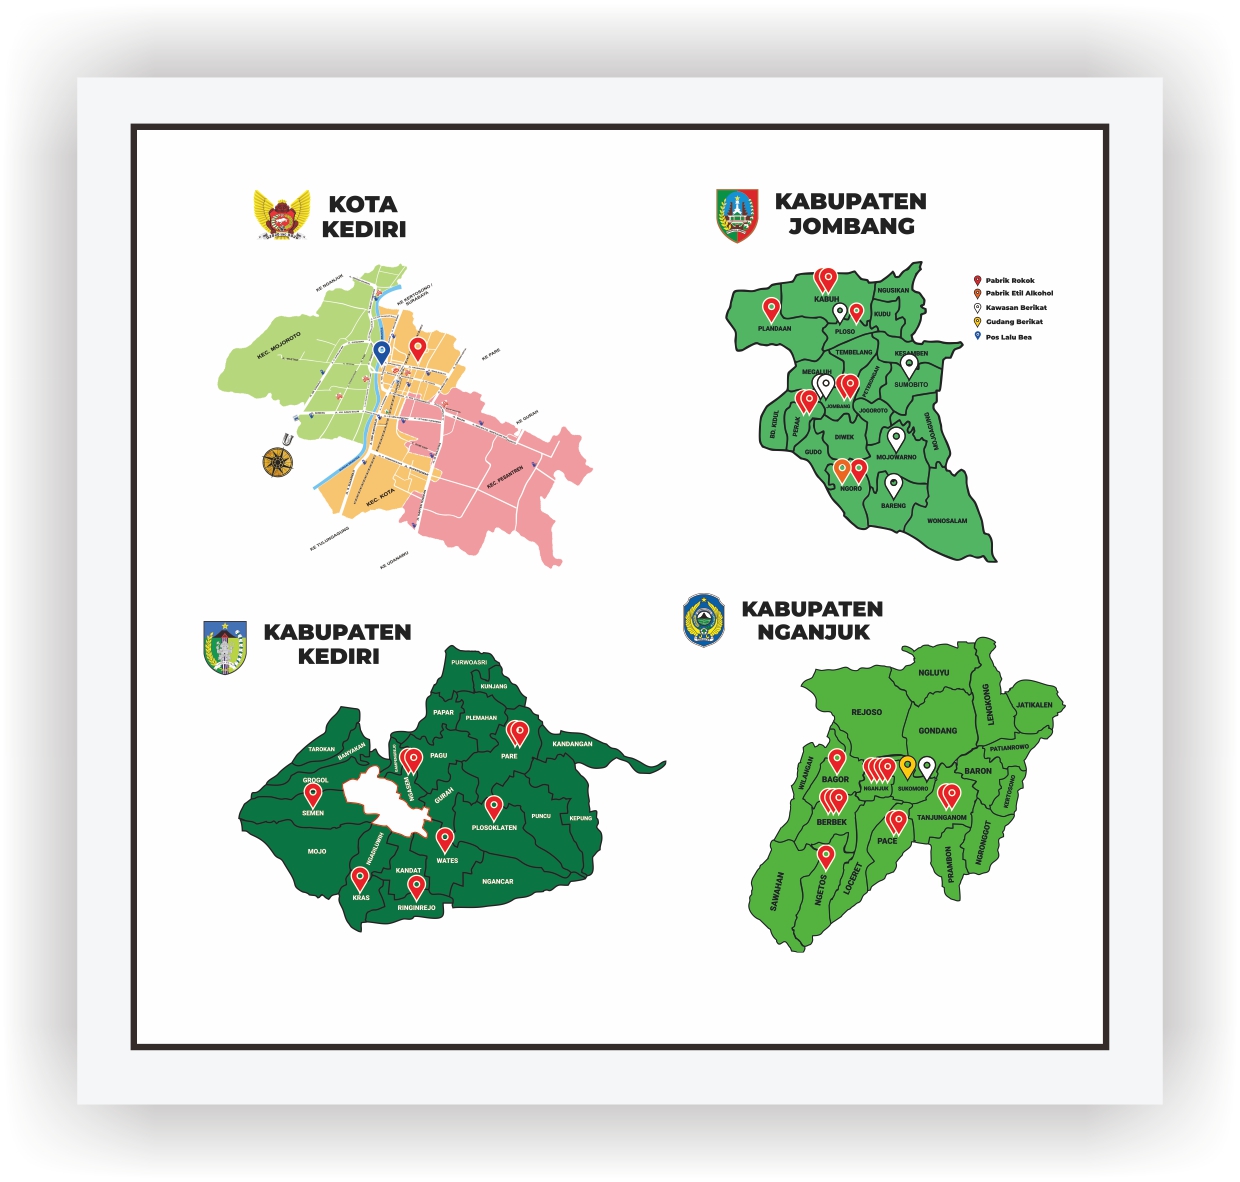 KOTA
KEDIRI
KE NGANJUK
KE KERTOSONO /
SURABAYA
KEC. MOJOROTO
KE PARE
KE GURAH
U
KEC. PESANTREN
KEC. KOTA
KE TULUNGAGUNG
KE UDANAWU
KABUPATEN
JOMBANG
Pabrik Rokok
Pabrik Etil Alkohol
Kawasan Berikat
Gudang Berikat
Pos Lalu Bea
NGUSIKAN
KABUH
KUDU
PLANDAAN
PLOSO
TEMBELANG
KESAMBEN
MEGALUH
PETERONGAN
SUMOBITO
JOMBANG
JOGOROTO
BD. KIDUL
PERAK
MOJOAGUNG
DIWEK
GUDO
MOJOWARNO
NGORO
BARENG
WONOSALAM
KABUPATEN
KEDIRI
PURWOASRI
KUNJANG
PAPAR
PLEMAHAN
TAROKAN
BANYAKAN
PAGU
PARE
KANDANGAN
GROGOL
NGASEM
GURAH
SEMEN
PLOSOKLATEN
PUNCU
KEPUNG
MOJO
NGADILUWIH
WATES
KANDAT
NGANCAR
KRAS
RINGINREJO
KABUPATEN
NGANJUK
NGLUYU
LENGKONG
JATIKALEN
REJOSO
GONDANG
PATIANROWO
WILANGAN
BAGOR
NGANJUK
SUKOMORO
BARON
KERTOSONO
BERBEK
TANJUNGANOM
PACE
NGRONGGOT
PRAMBON
SAWAHAN
NGETOS
LOCERET